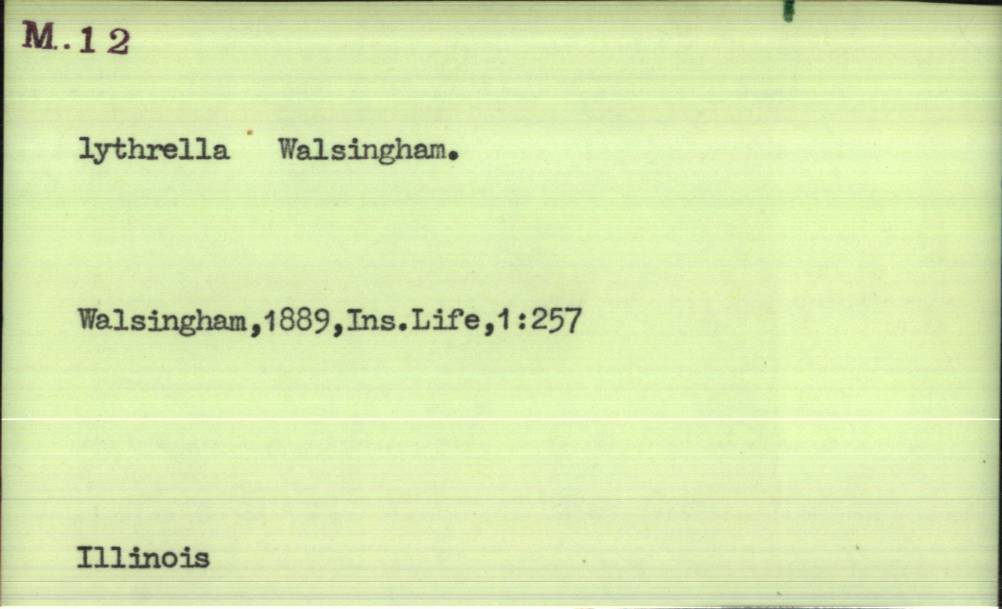 M.12
lythrella Walsingham.
Walsingham,1889,Ins.Life,1:257
Illinois